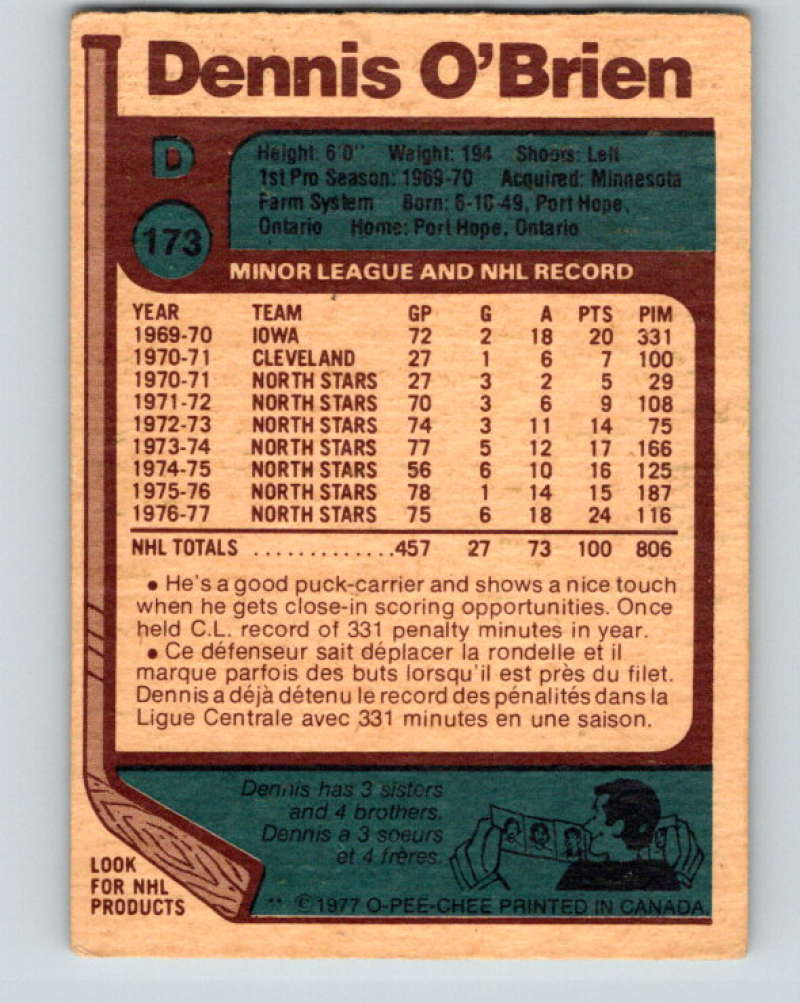 Dennis O'Brien
D
173
Height: 6'0" Weight: 194 Shoots: Left
1st Pro Season: 1969-70 Acquired: Minnesota
Farm System Born: 6-10-49, Port Hope,
Ontario Home: Port Hope, Ontario
MINOR LEAGUE AND NHL RECORD
YEAR TEAM GP G A PTS PIM
1969-70 IOWA 72 2 18 20 331
1970-71 CLEVELAND 27 1 6 7 100
1970-71 NORTH STARS 27 3 2 5 29
1971-72 NORTH STARS 70 3 6 9 108
1972-73 NORTH STARS 74 3 11 14 75
1973-74 NORTH STARS 77 5 12 17 166
1974-75 NORTH STARS 56 6 10 16 125
1975-76 NORTH STARS 78 1 14 15 187
1976-77 NORTH STARS 75 6 18 24 116
NHL TOTALS .............457 27 73 100 806
• He's a good puck-carrier and shows a nice touch
when he gets close-in scoring opportunities. Once
held C.L. record of 331 penalty minutes in year.
• Ce défenseur sait déplacer la rondelle et il
marque parfois des buts lorsqu'il est près du filet.
Dennis a déjà détenu le record des pénalités dans la
Ligue Centrale avec 331 minutes en une saison.
Dennis has 3 sisters
and 4 brothers.
Dennis a 3 soeurs
et 4 frères.
LOOK
FOR NHL
PRODUCTS
** ©1977 O-PEE-CHEE PRINTED IN CANADA